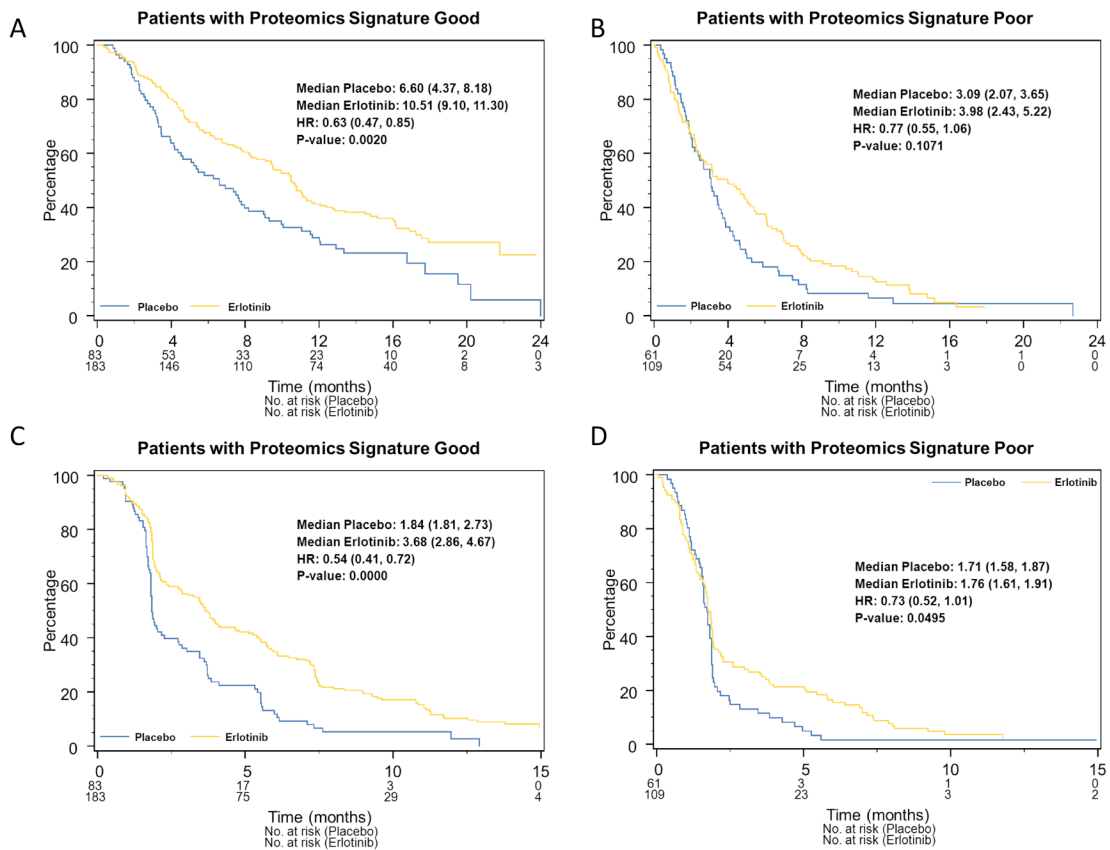 A
Patients with Proteomics Signature Good
100
80
60
40
20
0
Percentage
Median Placebo: 6.60 (4.37, 8.18)
Median Erlotinib: 10.51 (9.10, 11.30)
HR: 0.63 (0.47, 0.85)
P-value: 0.0020
Placebo Erlotinib
0 4 8 12 16 20 24
83 53 33 23 10 2 0
183 146 110 74 40 8 3
Time (months)
No. at risk (Placebo)
No. at risk (Erlotinib)
B
Patients with Proteomics Signature Poor
100
80
60
40
20
0
Percentage
Median Placebo: 3.09 (2.07, 3.65)
Median Erlotinib: 3.98 (2.43, 5.22)
HR: 0.77 (0.55, 1.06)
P-value: 0.1071
Placebo Erlotinib
0 4 8 12 16 20 24
61 20 7 4 1 1 0
109 54 25 13 3 0 0
Time (months)
No. at risk (Placebo)
No. at risk (Erlotinib)
C
Patients with Proteomics Signature Good
100
80
60
40
20
0
Percentage
Median Placebo: 1.84 (1.81, 2.73)
Median Erlotinib: 3.68 (2.86, 4.67)
HR: 0.54 (0.41, 0.72)
P-value: 0.0000
Placebo Erlotinib
0 5 10 15
83 17 3 0
183 75 29 4
Time (months)
No. at risk (Placebo)
No. at risk (Erlotinib)
D
Patients with Proteomics Signature Poor
100
80
60
40
20
0
Percentage
Placebo Erlotinib
Median Placebo: 1.71 (1.58, 1.87)
Median Erlotinib: 1.76 (1.61, 1.91)
HR: 0.73 (0.52, 1.01)
P-value: 0.0495
0 5 10 15
61 3 1 0
109 23 3 2
Time (months)
No. at risk (Placebo)
No. at risk (Erlotinib)